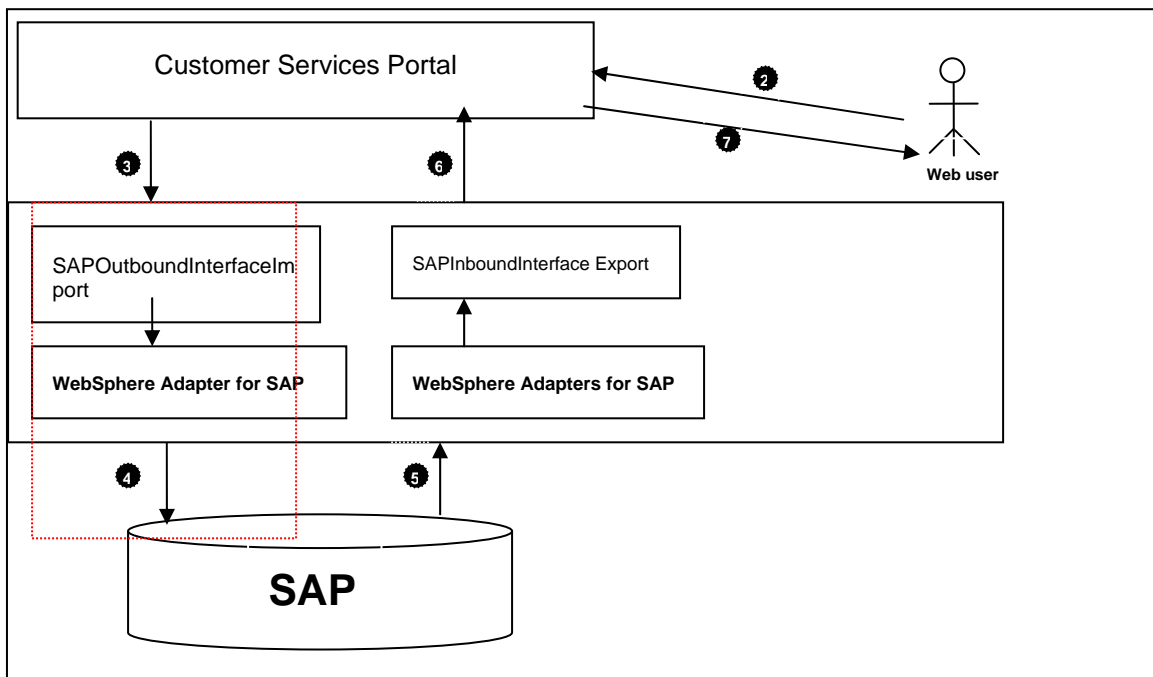 Customer Services Portal
2
7
Web user
3
6
SAPOutboundInterfaceIm
port
SAPInboundInterface Export
WebSphere Adapter for SAP
WebSphere Adapters for SAP
4
5
SAP